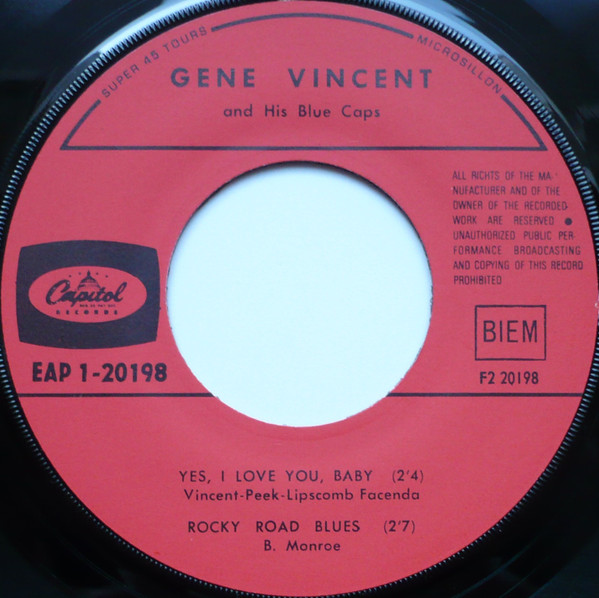 SUPER 45 TOURS
MICROSILLON
GENE VINCENT
and His Blue Caps
ALL RICHTS OF THE MA-
NUFACTURER AND OF THE
OWNER OF THE RECORDED
WORK ARE RESERVED ●
UNAUTHORIZED PUBLIC PER-
FORMANCE BROADCASTING
AND COPYING OF THIS RECORD
PROHIBITED
Capitol
RECORDS
BIEM
EAP 1-20198
F2 20198
YES, I LOVE YOU, BABY (2'4)
Vincent-Peek-Lipscomb Facenda
ROCKY ROAD BLUES (2'7)
B. Monroe